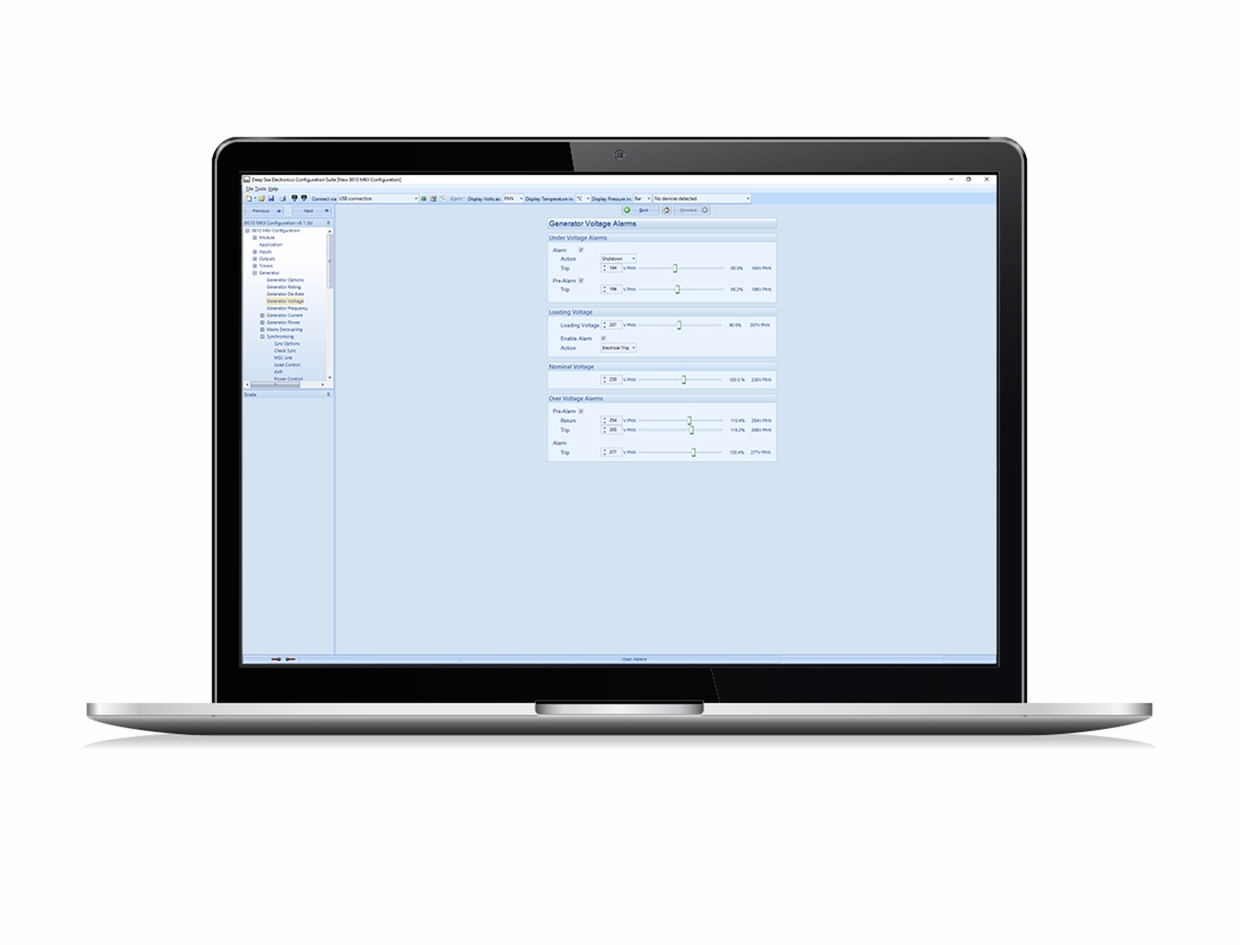 Deep Sea Electronics Configuration Suite [New 8610 MKII Configuration]
File Tools Help
Connect via USB connection Alarm? Display Volts as: PhN Display Temperature in: °C Display Pressure in: Bar No devices detected
Previous Next Back Forward
8610 MKII Configuration v6.1 (b)
8610 MKII Configuration
Module
Application
Inputs
Outputs
Timers
Generator
Generator Options
Generator Rating
Generator De-Rate
Generator Voltage
Generator Frequency
Generator Current
Generator Power
Mains Decoupling
Synchronising
Sync Options
Check Sync
MSC Link
Load Control
AVR
Power Control
Scada
Generator Voltage Alarms
Under Voltage Alarms
Alarm
Action Shutdown
Trip 184 V PhN 80.0% 184V PhN
Pre-Alarm
Trip 196 V PhN 85.2% 196V PhN
Loading Voltage
Loading Voltage 207 V PhN 90.0% 207V PhN
Enable Alarm
Action Electrical Trip
Nominal Voltage
230 V PhN 100.0 % 230V PhN
Over Voltage Alarms
Pre-Alarm
Return 254 V PhN 110.4% 254V PhN
Trip 265 V PhN 115.2% 265V PhN
Alarm
Trip 277 V PhN 120.4% 277V PhN
User: Admin